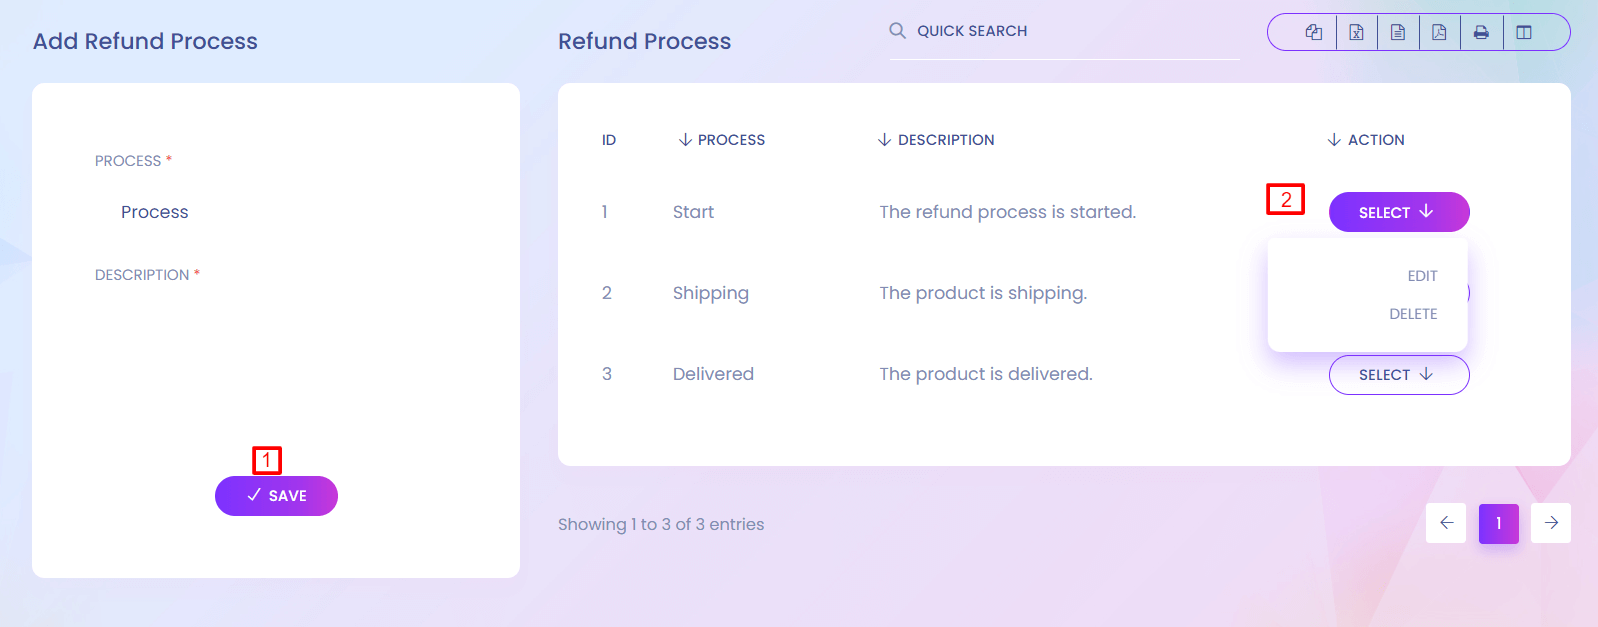 Add Refund Process
Refund Process
QUICK SEARCH
PROCESS *
Process
DESCRIPTION *
1
SAVE
ID PROCESS DESCRIPTION ACTION
1 Start The refund process is started. 2 SELECT
EDIT
2 Shipping The product is shipping.
DELETE
3 Delivered The product is delivered. SELECT
Showing 1 to 3 of 3 entries
1